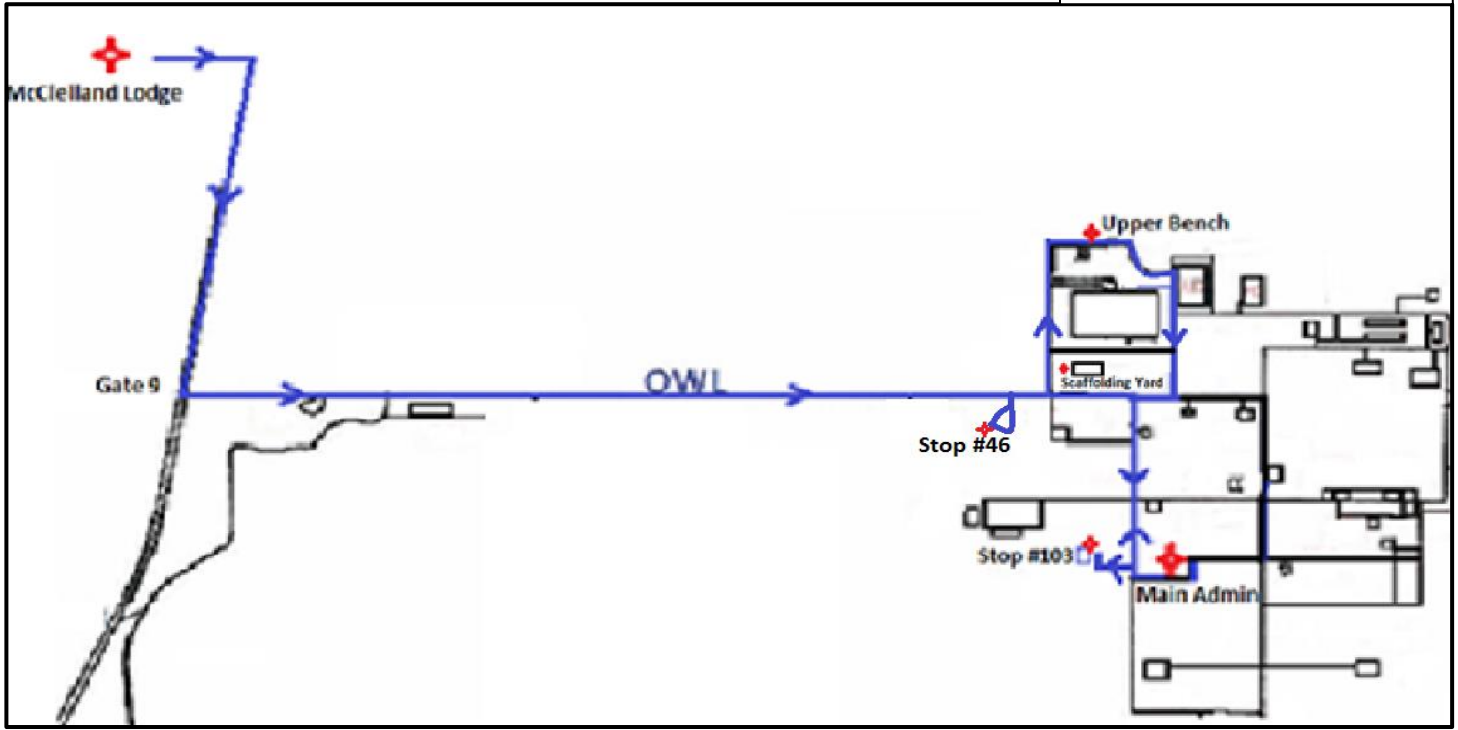 McClelland Lodge
Upper Bench
Gate 9
OWL
Scaffolding Yard
Stop #46
Stop #103
Main Admin